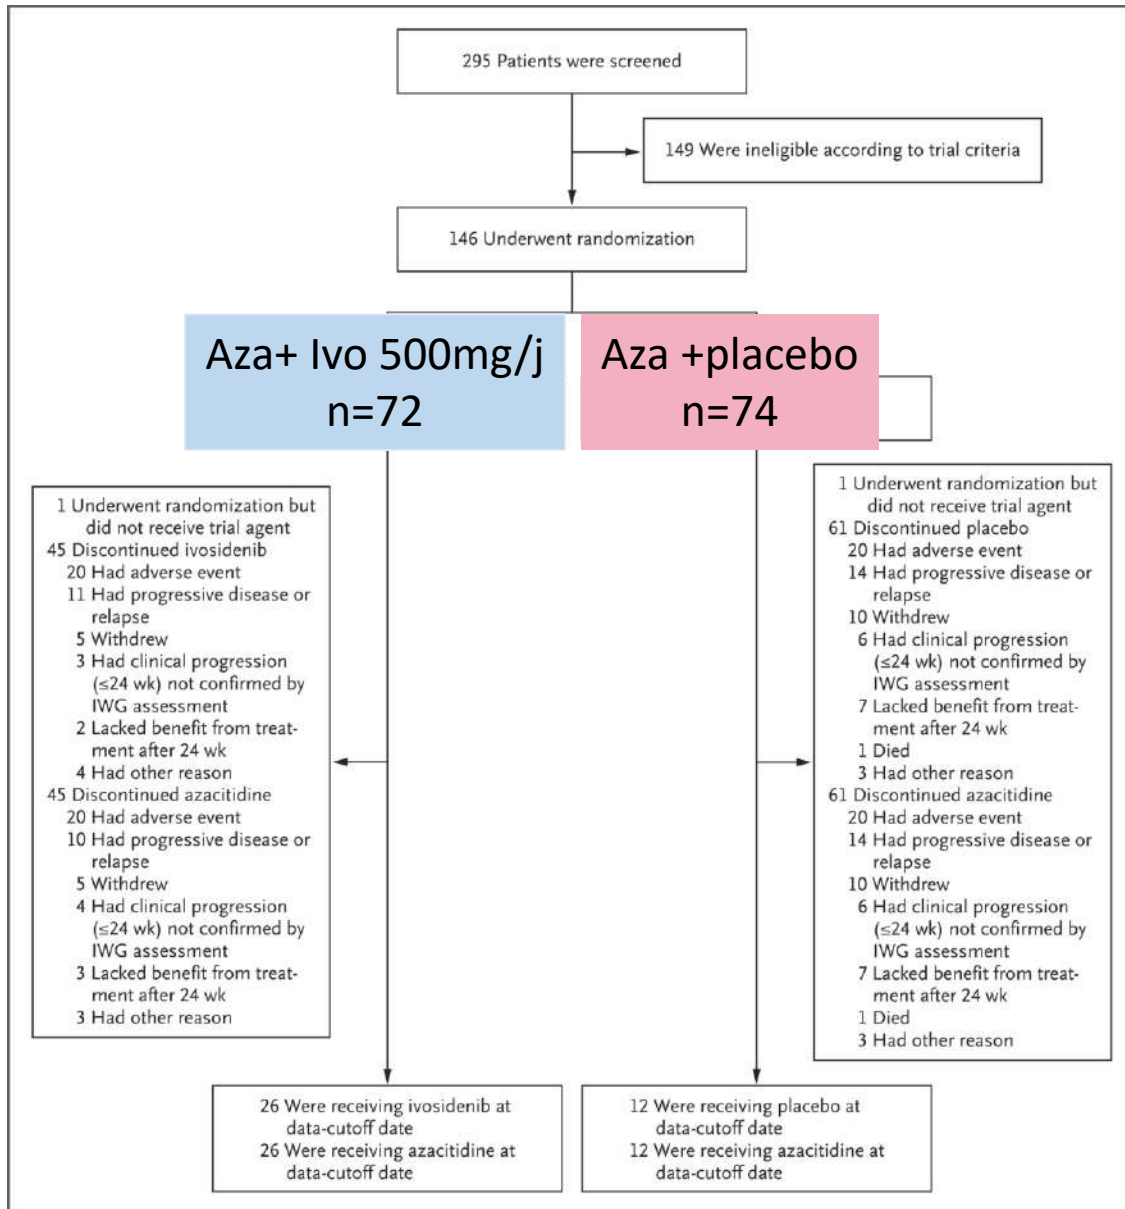 295 Patients were screened
149 Were ineligible according to trial criteria
146 Underwent randomization
Aza+ Ivo 500mg/j
n=72
Aza +placebo
n=74
1 Underwent randomization but
did not receive trial agent
45 Discontinued ivosidenib
20 Had adverse event
11 Had progressive disease or
relapse
5 Withdrew
3 Had clinical progression
(≤24 wk) not confirmed by
IWG assessment
2 Lacked benefit from treat-
ment after 24 wk
4 Had other reason
45 Discontinued azacitidine
20 Had adverse event
10 Had progressive disease or
relapse
5 Withdrew
4 Had clinical progression
(≤24 wk) not confirmed by
IWG assessment
3 Lacked benefit from treat-
ment after 24 wk
3 Had other reason
1 Underwent randomization but
did not receive trial agent
61 Discontinued placebo
20 Had adverse event
14 Had progressive disease or
relapse
10 Withdrew
6 Had clinical progression
(≤24 wk) not confirmed by
IWG assessment
7 Lacked benefit from treat-
ment after 24 wk
1 Died
3 Had other reason
61 Discontinued azacitidine
20 Had adverse event
14 Had progressive disease or
relapse
10 Withdrew
6 Had clinical progression
(≤24 wk) not confirmed by
IWG assessment
7 Lacked benefit from treat-
ment after 24 wk
1 Died
3 Had other reason
26 Were receiving ivosidenib at
data-cutoff date
26 Were receiving azacitidine at
data-cutoff date
12 Were receiving placebo at
data-cutoff date
12 Were receiving azacitidine at
data-cutoff date